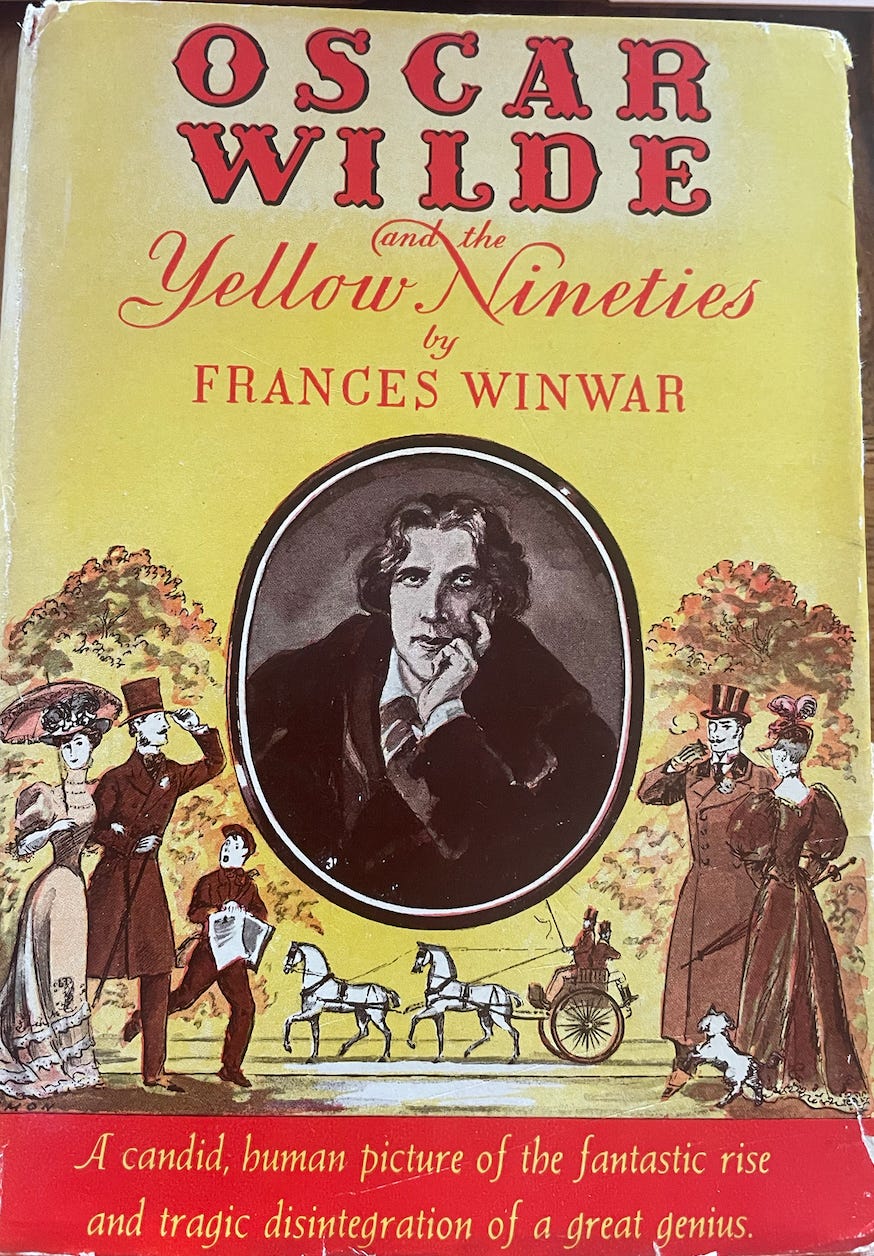 OSCAR
WILDE
and the
Yellow Nineties
by
FRANCES WINWAR
A candid, human picture of the fantastic rise
and tragic disintegration of a great genius.